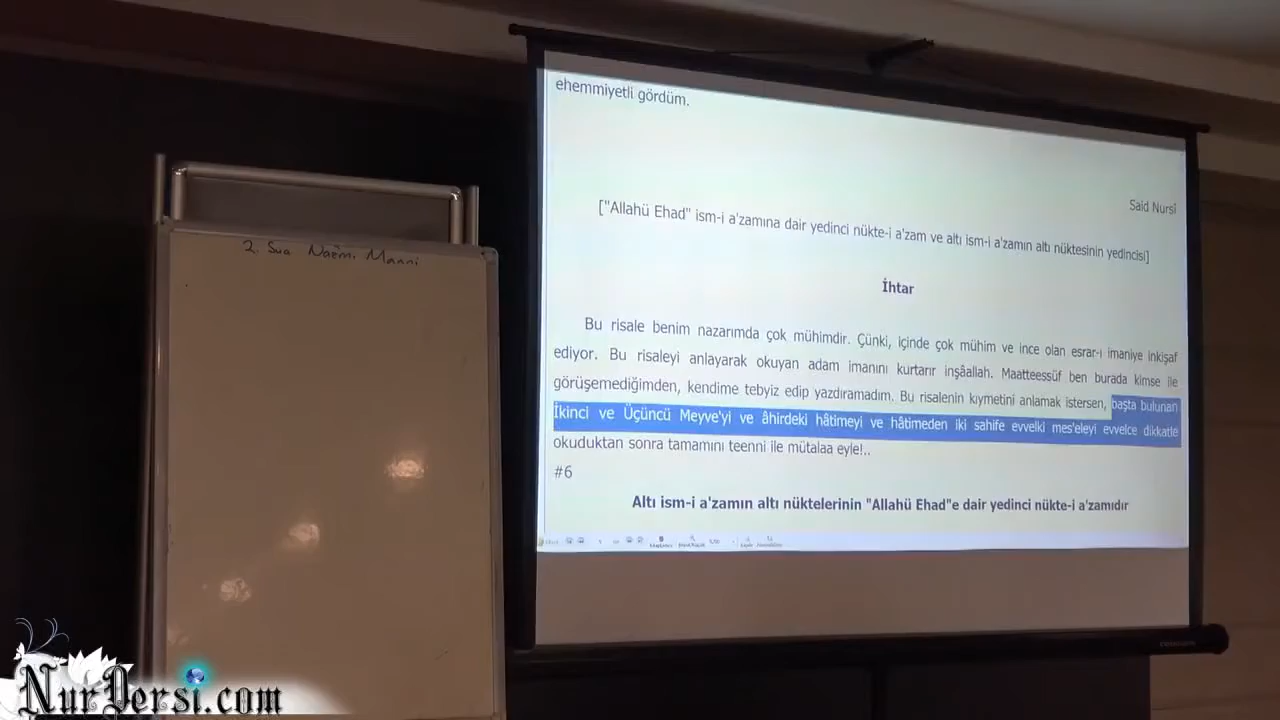 ehemmiyetli gördüm.
Said Nursî
["Allahü Ehad" ism-i a'zamına dair yedinci nükte-i a'zam ve altı ism-i a'zamın altı nüktesinin yedincisi]
İhtar
Bu risale benim nazarımda çok mühimdir. Çünki, içinde çok mühim ve ince olan esrar-ı imaniye inkişaf
ediyor. Bu risaleyi anlayarak okuyan adam imanını kurtarır inşâallah. Maatteessüf ben burada kimse ile
görüşemediğimden, kendime tebyiz edip yazdıramadım. Bu risalenin kıymetini anlamak istersen, başta bulunan
İkinci ve Üçüncü Meyve'yi ve âhirdeki hâtimeyi ve hâtimeden iki sahife evvelki mes'eleyi evvelce dikkatle
okuduktan sonra tamamını teenni ile mütalaa eyle!..
#6
Altı ism-i a'zamın altı nüktelerinin "Allahü Ehad"e dair yedinci nükte-i a'zamıdır
2. Şua
NurDersi.com